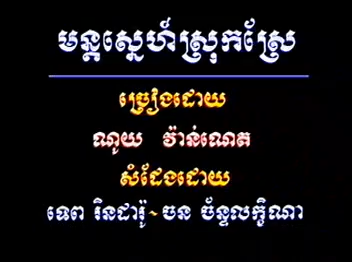 មន្តស្នេហ៍ស្រុកស្រែ
ច្រៀងដោយ
ណូយ វ៉ាន់ណេត
សំដែងដោយ
ទេព រិនដារ៉ូ ~ ចន ច័ន្ទលក្ខិណា